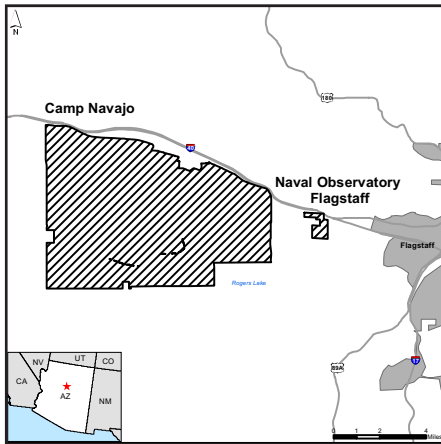 N
180
Camp Navajo
40
Naval Observatory
Flagstaff
Flagstaff
Rogers Lake
89A
17
NV
UT
CO
CA
AZ
NM
0 1 2 4
Miles